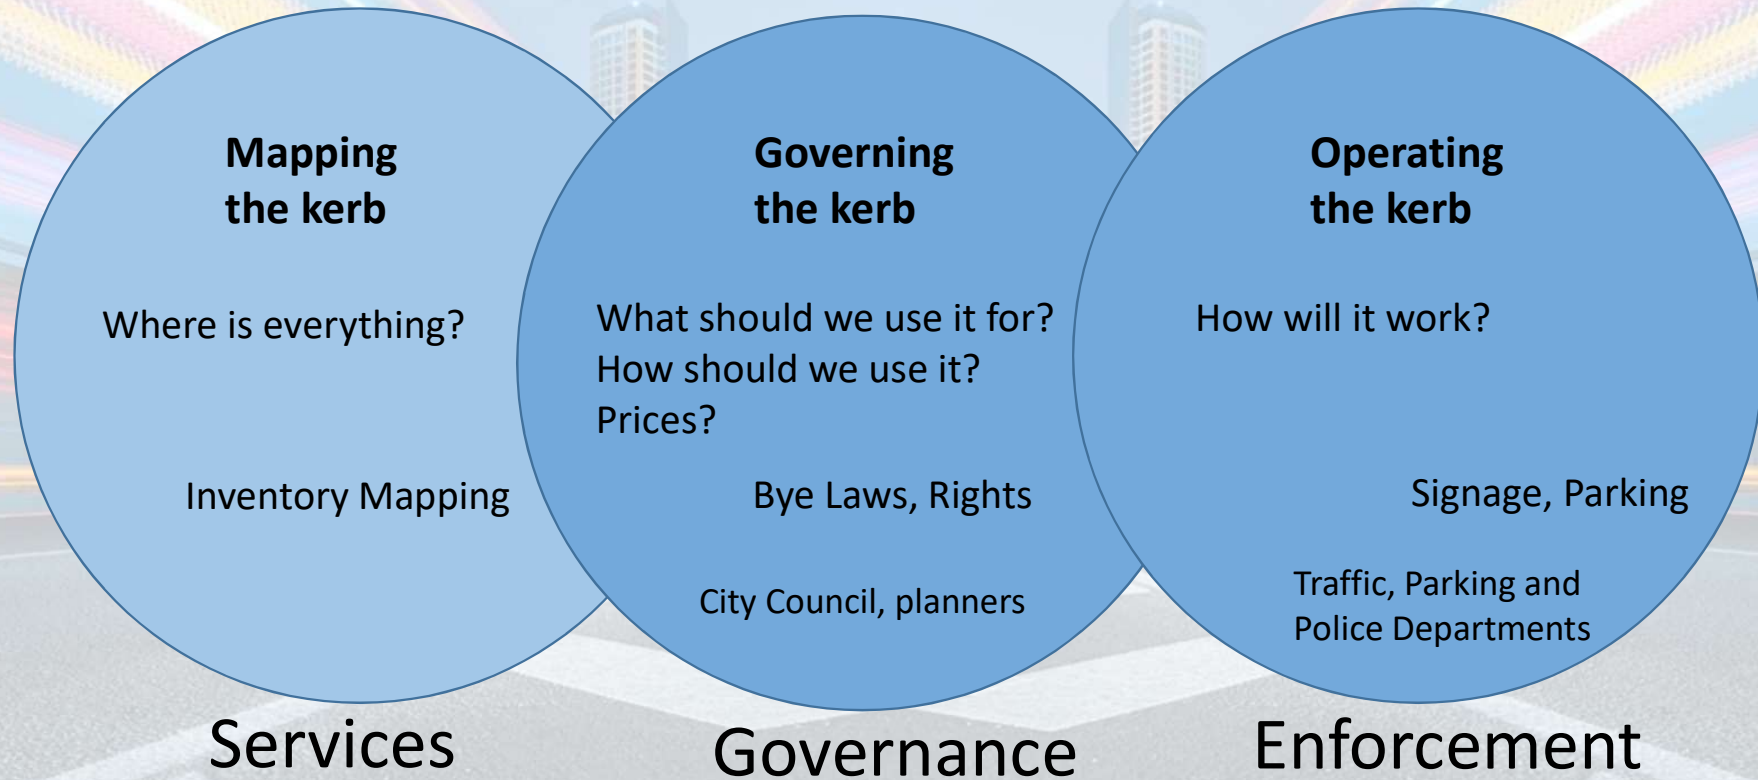 Mapping
the kerb
Where is everything?
Inventory Mapping
Services
Governing
the kerb
What should we use it for?
How should we use it?
Prices?
Bye Laws, Rights
City Council, planners
Governance
Operating
the kerb
How will it work?
Signage, Parking
Traffic, Parking and
Police Departments
Enforcement